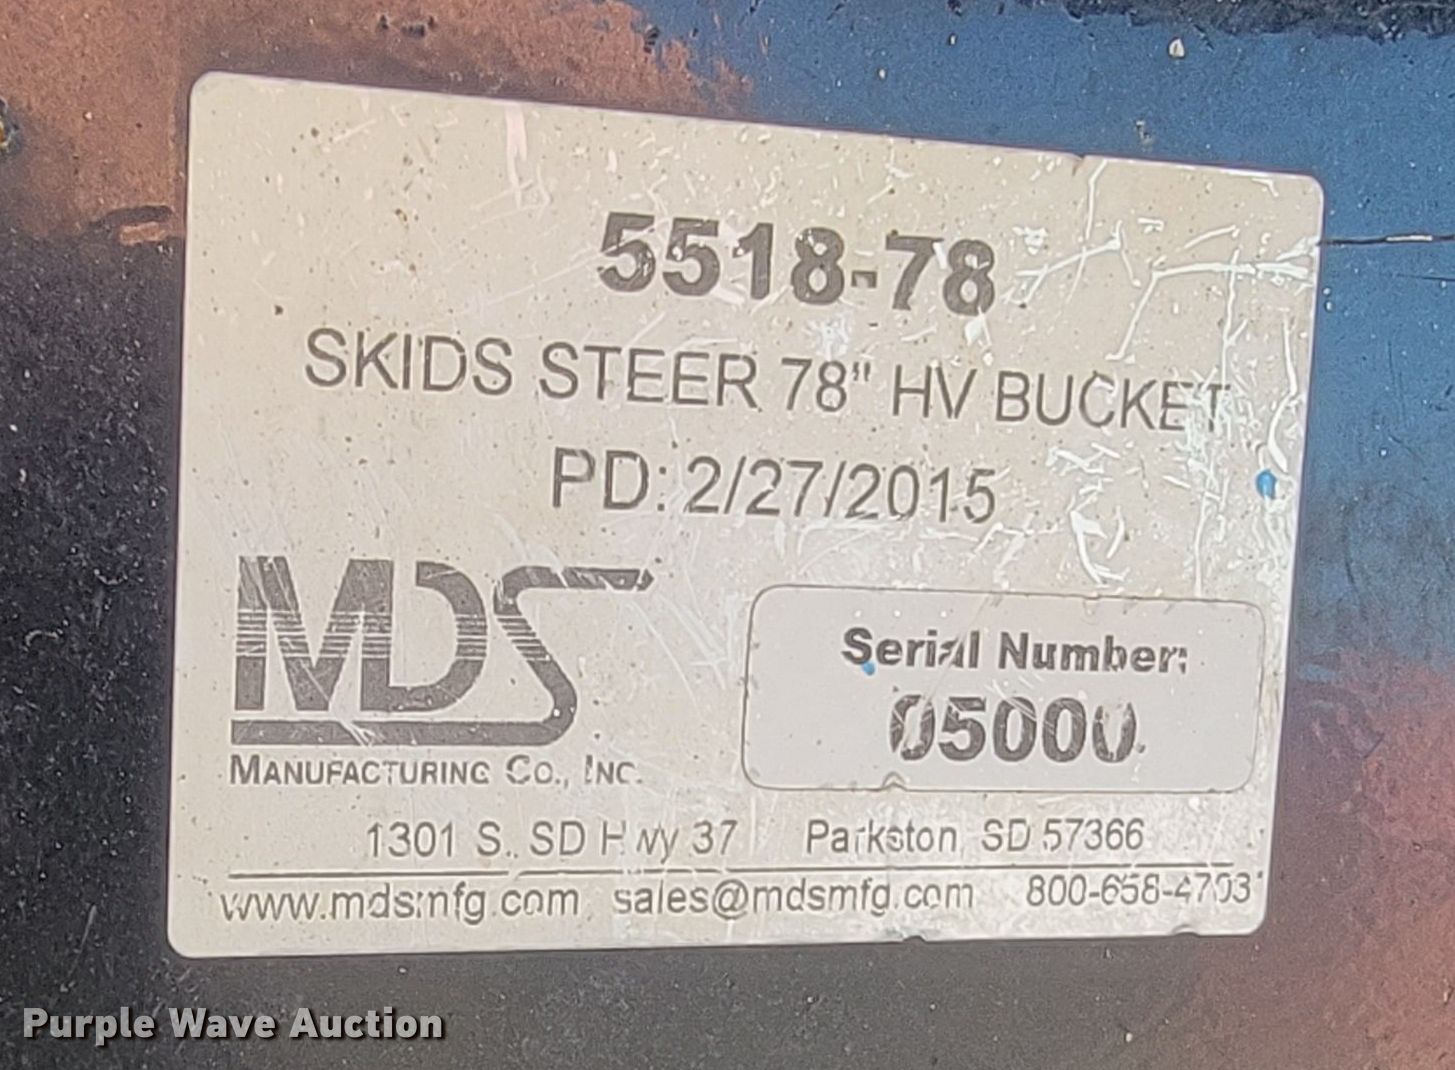 5518-78
SKIDS STEER 78" HV BUCKET
PD: 2/27/2015
MDS
MANUFACTURING CO., INC.
Serial Number:
05000
1301 S. SD Hwy 37 Parkston, SD 57366
www.mdsmfg.com sales@mdsmfg.com 800-658-4703
Purple Wave Auction